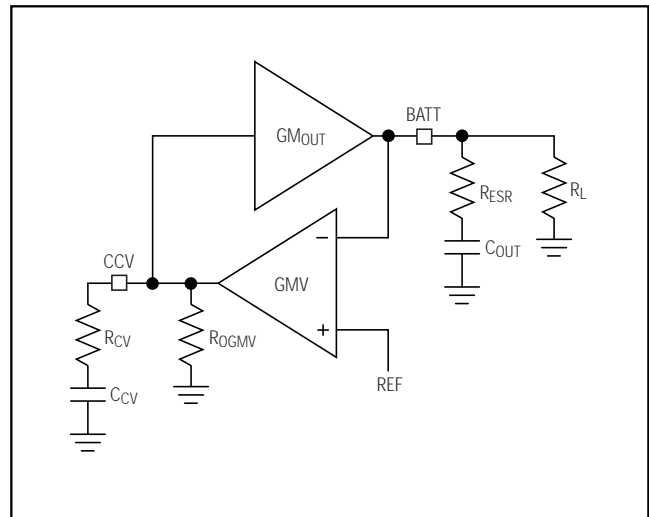 BATT
GMOUT
RESR
RL
COUT
CCV
GMV
RCV
ROGMV
CCV
REF
−
+